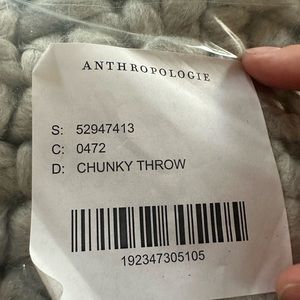 ANTHROPOLOGIE
S: 52947413
C: 0472
D: CHUNKY THROW
192347305105